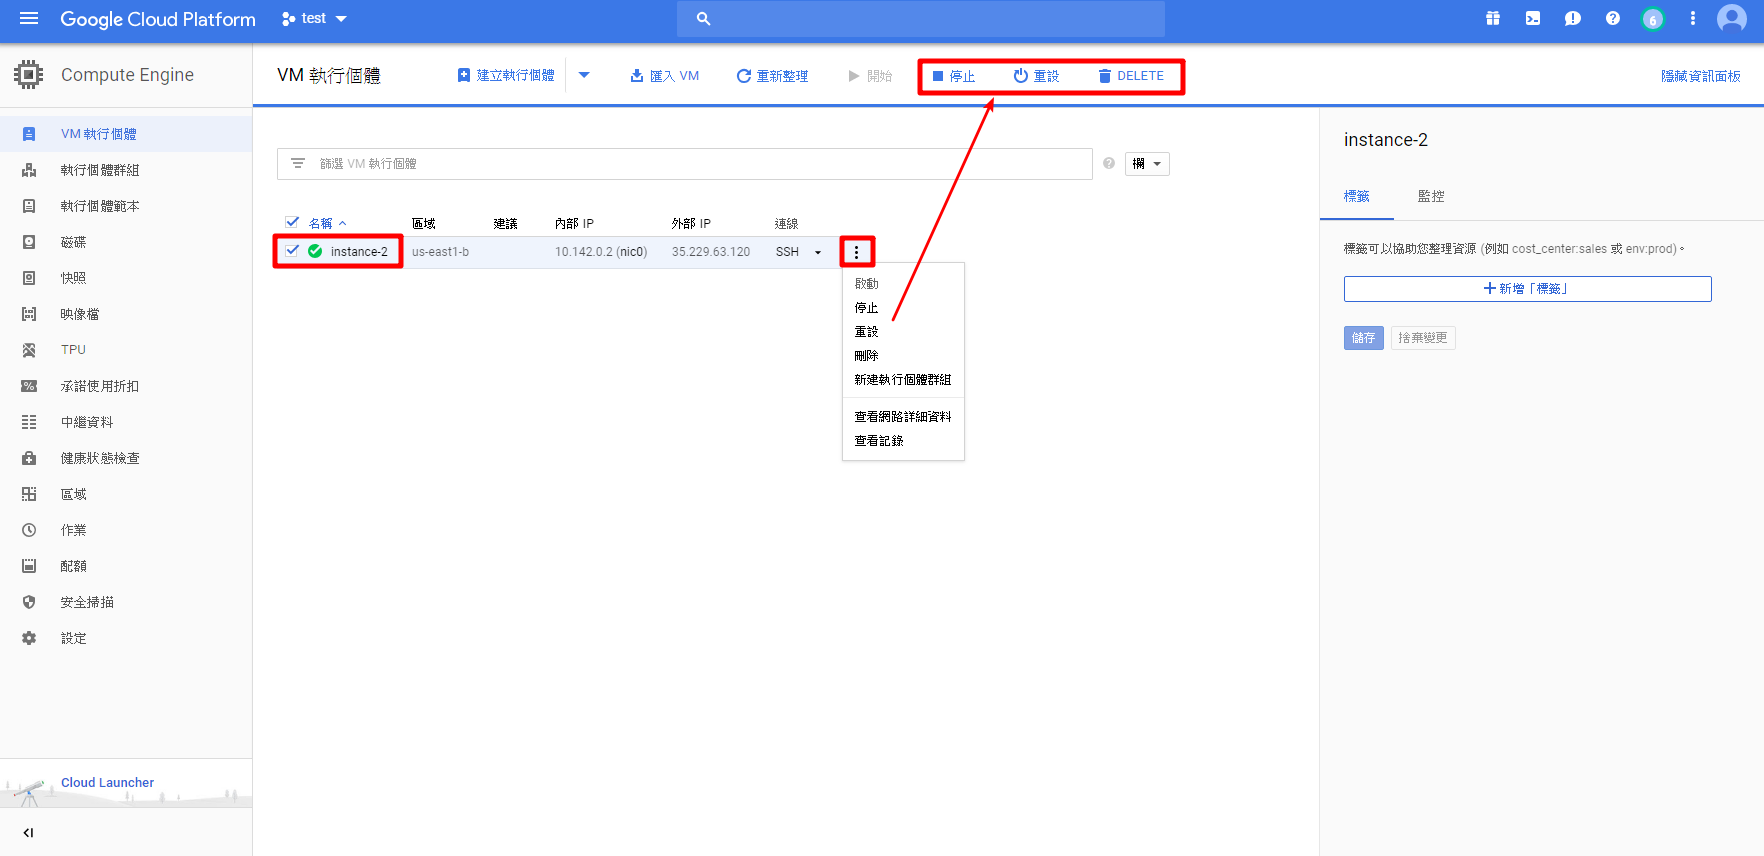 Google Cloud Platform
test
6
Compute Engine
VM 執行個體
建立執行個體
匯入 VM
重新整理
開始
停止
重設
DELETE
隱藏資訊面板
VM 執行個體
執行個體群組
執行個體範本
磁碟
快照
映像檔
TPU
承諾使用折扣
中繼資料
健康狀態檢查
區域
作業
配額
安全掃描
設定
Cloud Launcher
篩選 VM 執行個體
欄
名稱 區域 建議 內部 IP 外部 IP 連線
instance-2 us-east1-b 10.142.0.2 (nic0) 35.229.63.120 SSH
啟動
停止
重設
刪除
新建執行個體群組
查看網路詳細資料
查看記錄
instance-2
標籤 監控
標籤可以協助您整理資源 (例如 cost_center:sales 或 env:prod)。
新增「標籤」
儲存 捨棄變更